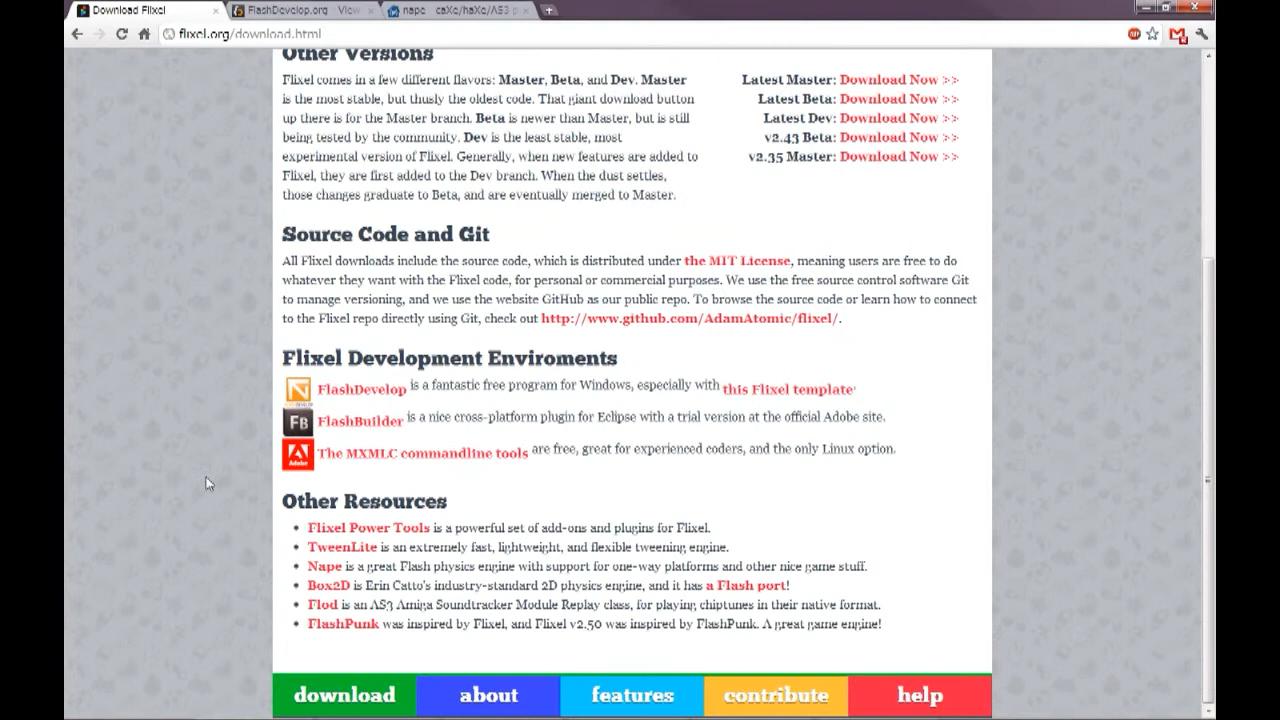 Download Flixel
FlashDevelop.org View
nape
flixel.org/download.html
Other Versions
Flixel comes in a few different flavors: Master, Beta, and Dev. Master
is the most stable, but thusly the oldest code. That giant download button
up there is for the Master branch. Beta is newer than Master, but is still
being tested by the community. Dev is the least stable, most
experimental version of Flixel. Generally, when new features are added to
Flixel, they are first added to the Dev branch. When the dust settles,
those changes graduate to Beta, and are eventually merged to Master.
Latest Master: Download Now >>
Latest Beta: Download Now >>
Latest Dev: Download Now >>
v2.43 Beta: Download Now >>
v2.35 Master: Download Now >>
Source Code and Git
All Flixel downloads include the source code, which is distributed under the MIT License, meaning users are free to do
whatever they want with the Flixel code, for personal or commercial purposes. We use the free source control software Git
to manage versioning, and we use the website GitHub as our public repo. To browse the source code or learn how to connect
to the Flixel repo directly using Git, check out http://www.github.com/AdamAtomic/flixel/.
Flixel Development Enviroments
FlashDevelop is a fantastic free program for Windows, especially with this Flixel template
FB FlashBuilder is a nice cross-platform plugin for Eclipse with a trial version at the official Adobe site.
Adobe The MXMLC commandline tools are free, great for experienced coders, and the only Linux option.
Other Resources
• Flixel Power Tools is a powerful set of add-ons and plugins for Flixel.
• TweenLite is an extremely fast, lightweight, and flexible tweening engine.
• Nape is a great Flash physics engine with support for one-way platforms and other nice game stuff.
• Box2D is Erin Catto's industry-standard 2D physics engine, and it has a Flash port!
• Flod is an AS3 Amiga Soundtracker Module Replay class, for playing chiptunes in their native format.
• FlashPunk was inspired by Flixel, and Flixel v2.50 was inspired by FlashPunk. A great game engine!
download about features contribute help